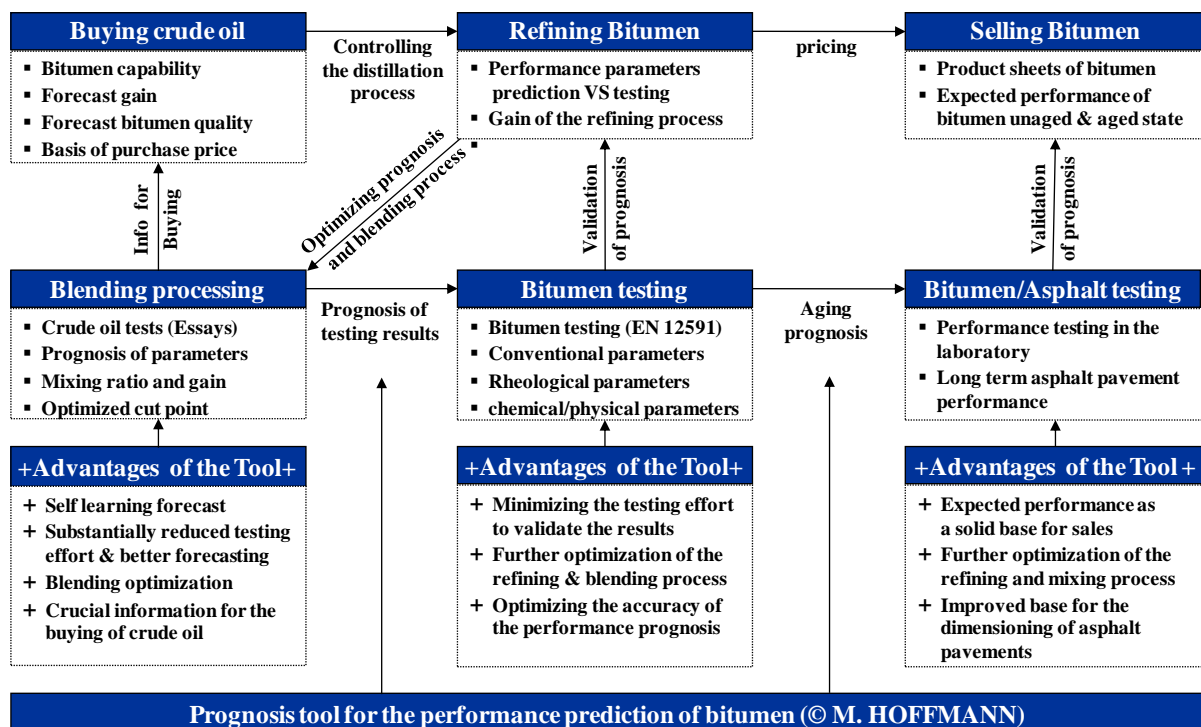 Buying crude oil
▪ Bitumen capability
▪ Forecast gain
▪ Forecast bitumen quality
▪ Basis of purchase price
Controlling
the distillation
process
Refining Bitumen
▪ Performance parameters
prediction VS testing
▪ Gain of the refining process
▪
pricing
Selling Bitumen
▪ Product sheets of bitumen
▪ Expected performance of
bitumen unaged & aged state
Info for
Buying
Optimizing prognosis
and blending process
Validation
of prognosis
Validation
of prognosis
Blending processing
▪ Crude oil tests (Essays)
▪ Prognosis of parameters
▪ Mixing ratio and gain
▪ Optimized cut point
Prognosis of
testing results
Bitumen testing
▪ Bitumen testing (EN 12591)
▪ Conventional parameters
▪ Rheological parameters
▪ chemical/physical parameters
Aging
prognosis
Bitumen/Asphalt testing
▪ Performance testing in the
laboratory
▪ Long term asphalt pavement
performance
+Advantages of the Tool+
+ Self learning forecast
+ Substantially reduced testing
effort & better forecasting
+ Blending optimization
+ Crucial information for the
buying of crude oil
+Advantages of the Tool+
+ Minimizing the testing effort
to validate the results
+ Further optimization of the
refining & blending process
+ Optimizing the accuracy of
the performance prognosis
+Advantages of the Tool +
+ Expected performance as
a solid base for sales
+ Further optimization of the
refining and mixing process
+ Improved base for the
dimensioning of asphalt
pavements
Prognosis tool for the performance prediction of bitumen (© M. HOFFMANN)